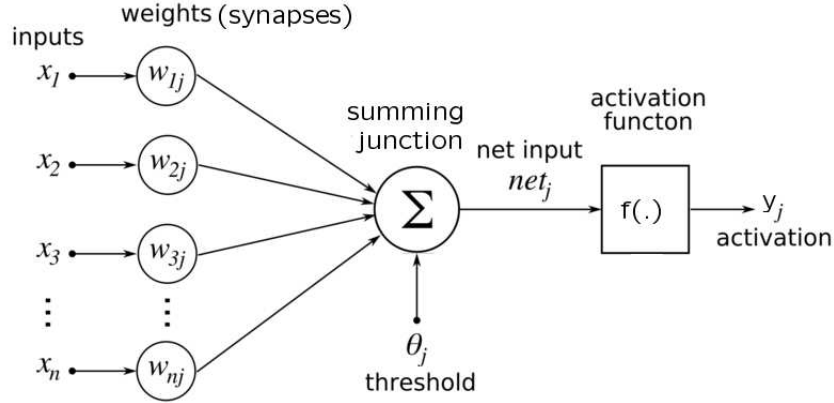 weights (synapses)
inputs
x1
w1j
x2
w2j
x3
w3j
⋮ ⋮
xn
wnj
summing
junction
Σ
θj
threshold
net input
netj
activation
functon
f(.)
yj
activation